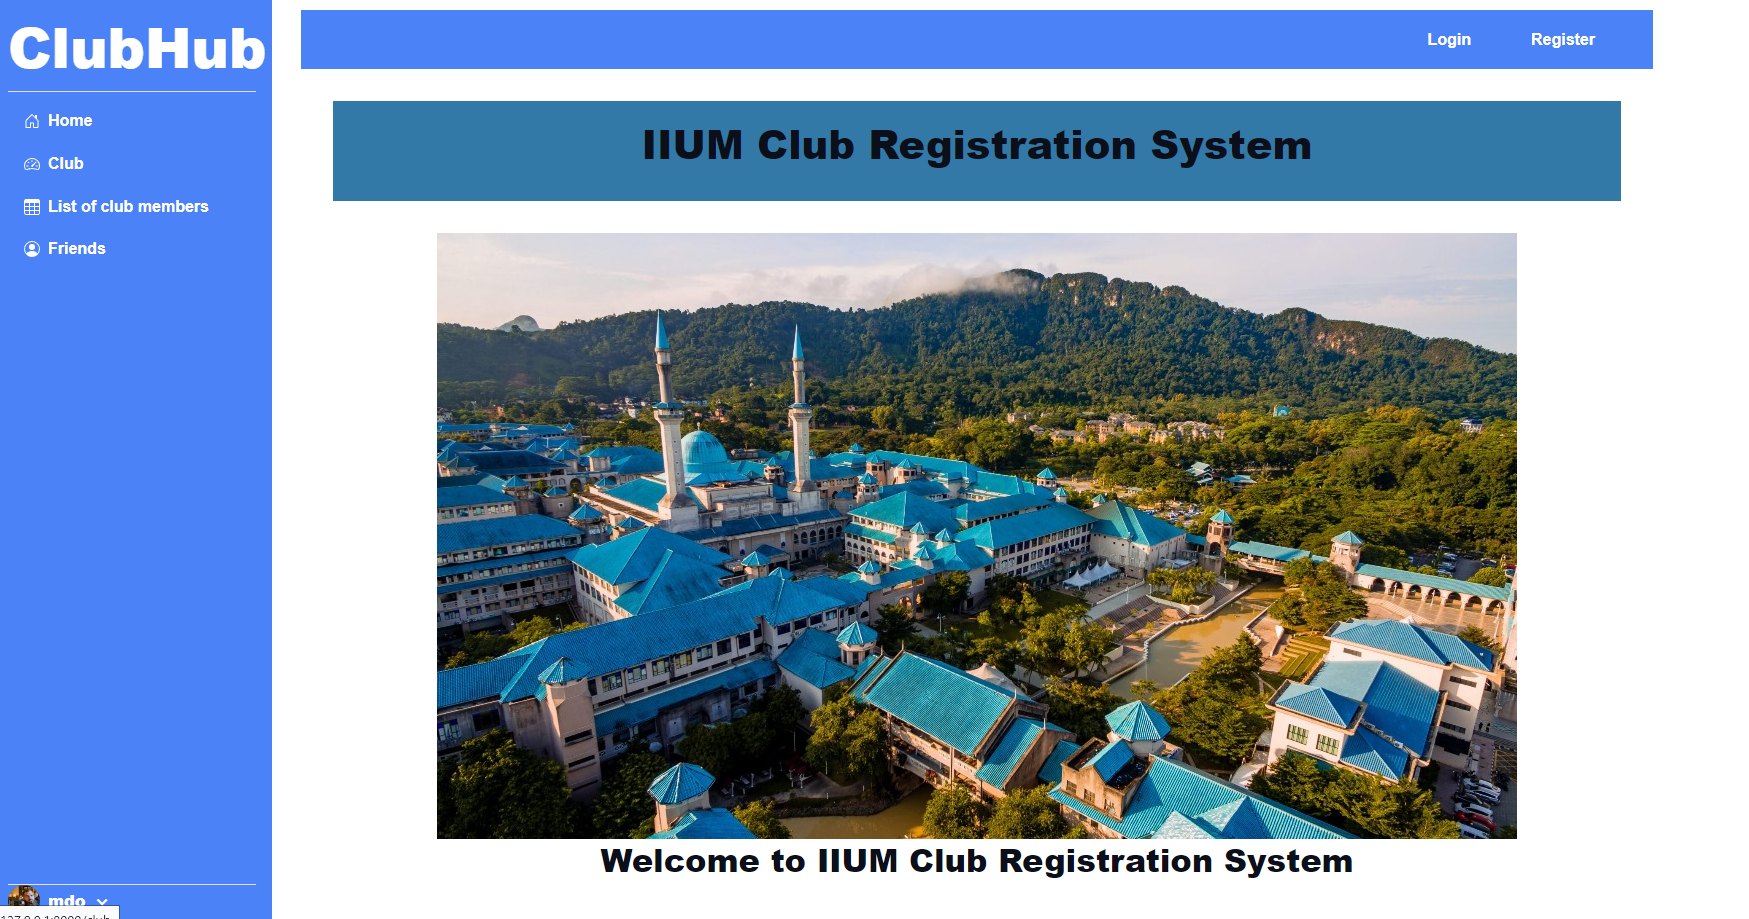 ClubHub
Home
Club
List of club members
Friends
mdo
Login Register
IIUM Club Registration System
Welcome to IIUM Club Registration System